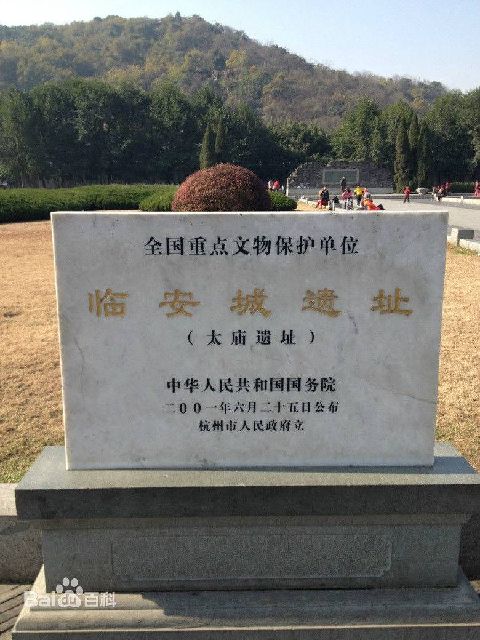 全国重点文物保护单位
临安城遗址
（太庙遗址）
中华人民共和国国务院
二00一年六月二十五日公布
杭州市人民政府立
Bai百科